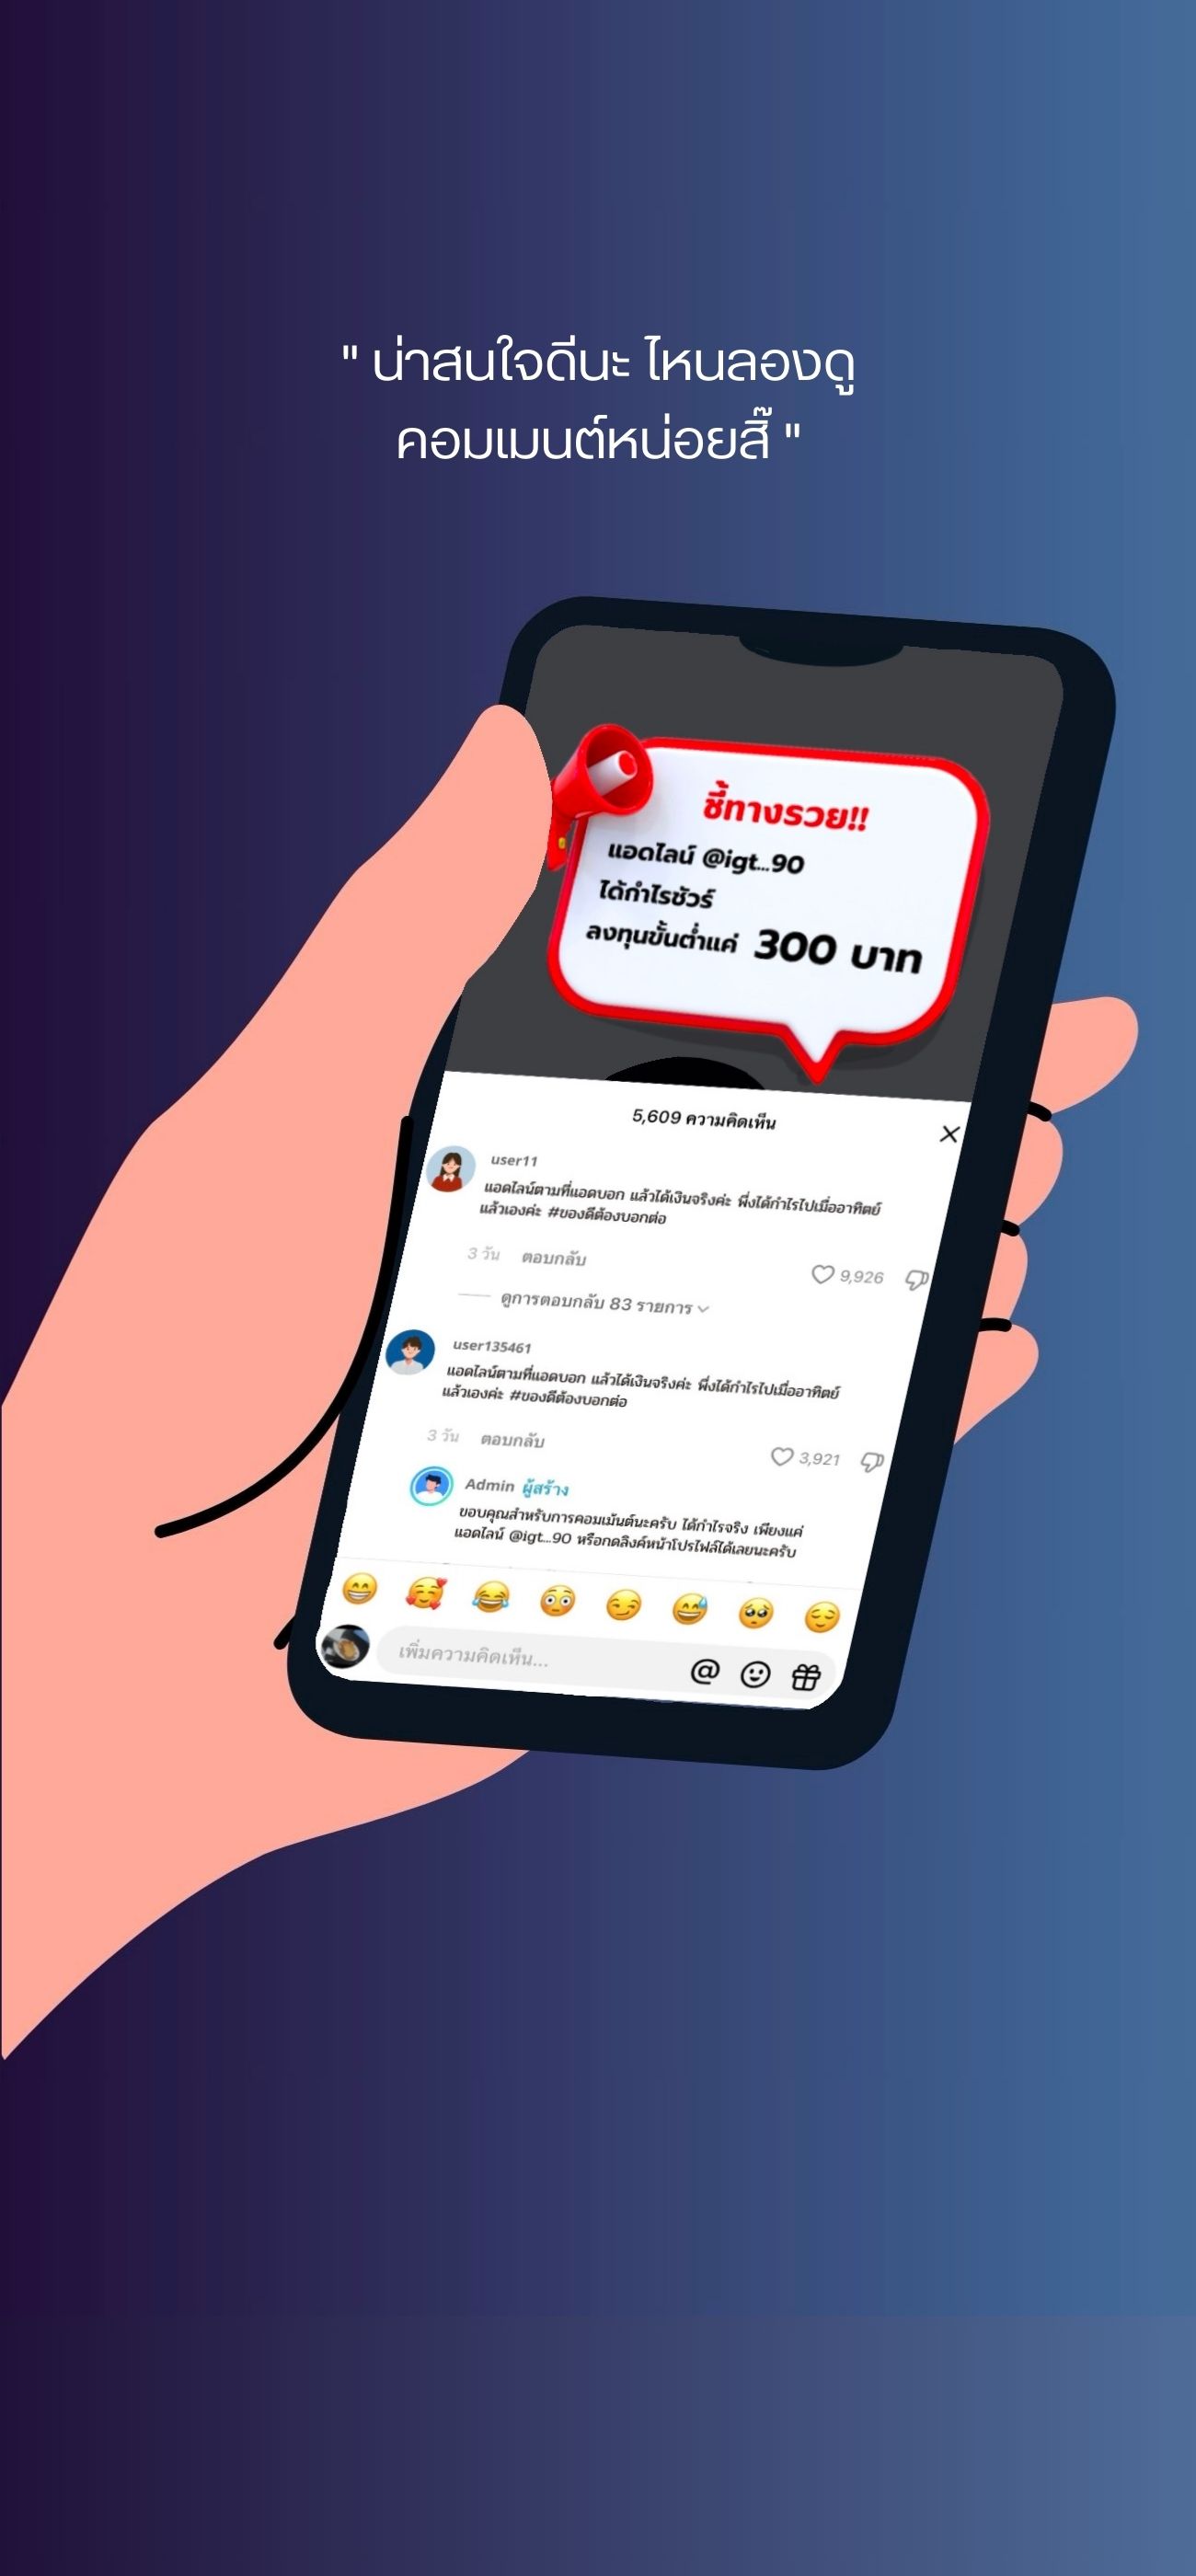 " น่าสนใจดีนะ ไหนลองดู
คอมเมนต์หน่อยสิ๊ "
ชี้ทางรวย!!
แอดไลน์ @igt...90
ได้กำไรชัวร์
ลงทุนขั้นต่ำแค่ 300 บาท
5,609 ความคิดเห็น
user11
แอดไลน์ตามที่แอดบอก แล้วได้เงินจริงค่ะ พึ่งได้กำไรไปเมื่ออาทิตย์
แล้วเองค่ะ #ของดีต้องบอกต่อ
3 วัน ตอบกลับ 9,926
ดูการตอบกลับ 83 รายการ
user135461
แอดไลน์ตามที่แอดบอก แล้วได้เงินจริงค่ะ พึ่งได้กำไรไปเมื่ออาทิตย์
แล้วเองค่ะ #ของดีต้องบอกต่อ
3 วัน ตอบกลับ 3,921
Admin ผู้สร้าง
ขอบคุณสำหรับการคอมเม้นต์นะครับ ได้กำไรจริง เพียงแค่
แอดไลน์ @igt...90 หรือกดลิงค์หน้าโปรไฟล์ได้เลยนะครับ
เพิ่มความคิดเห็น... @